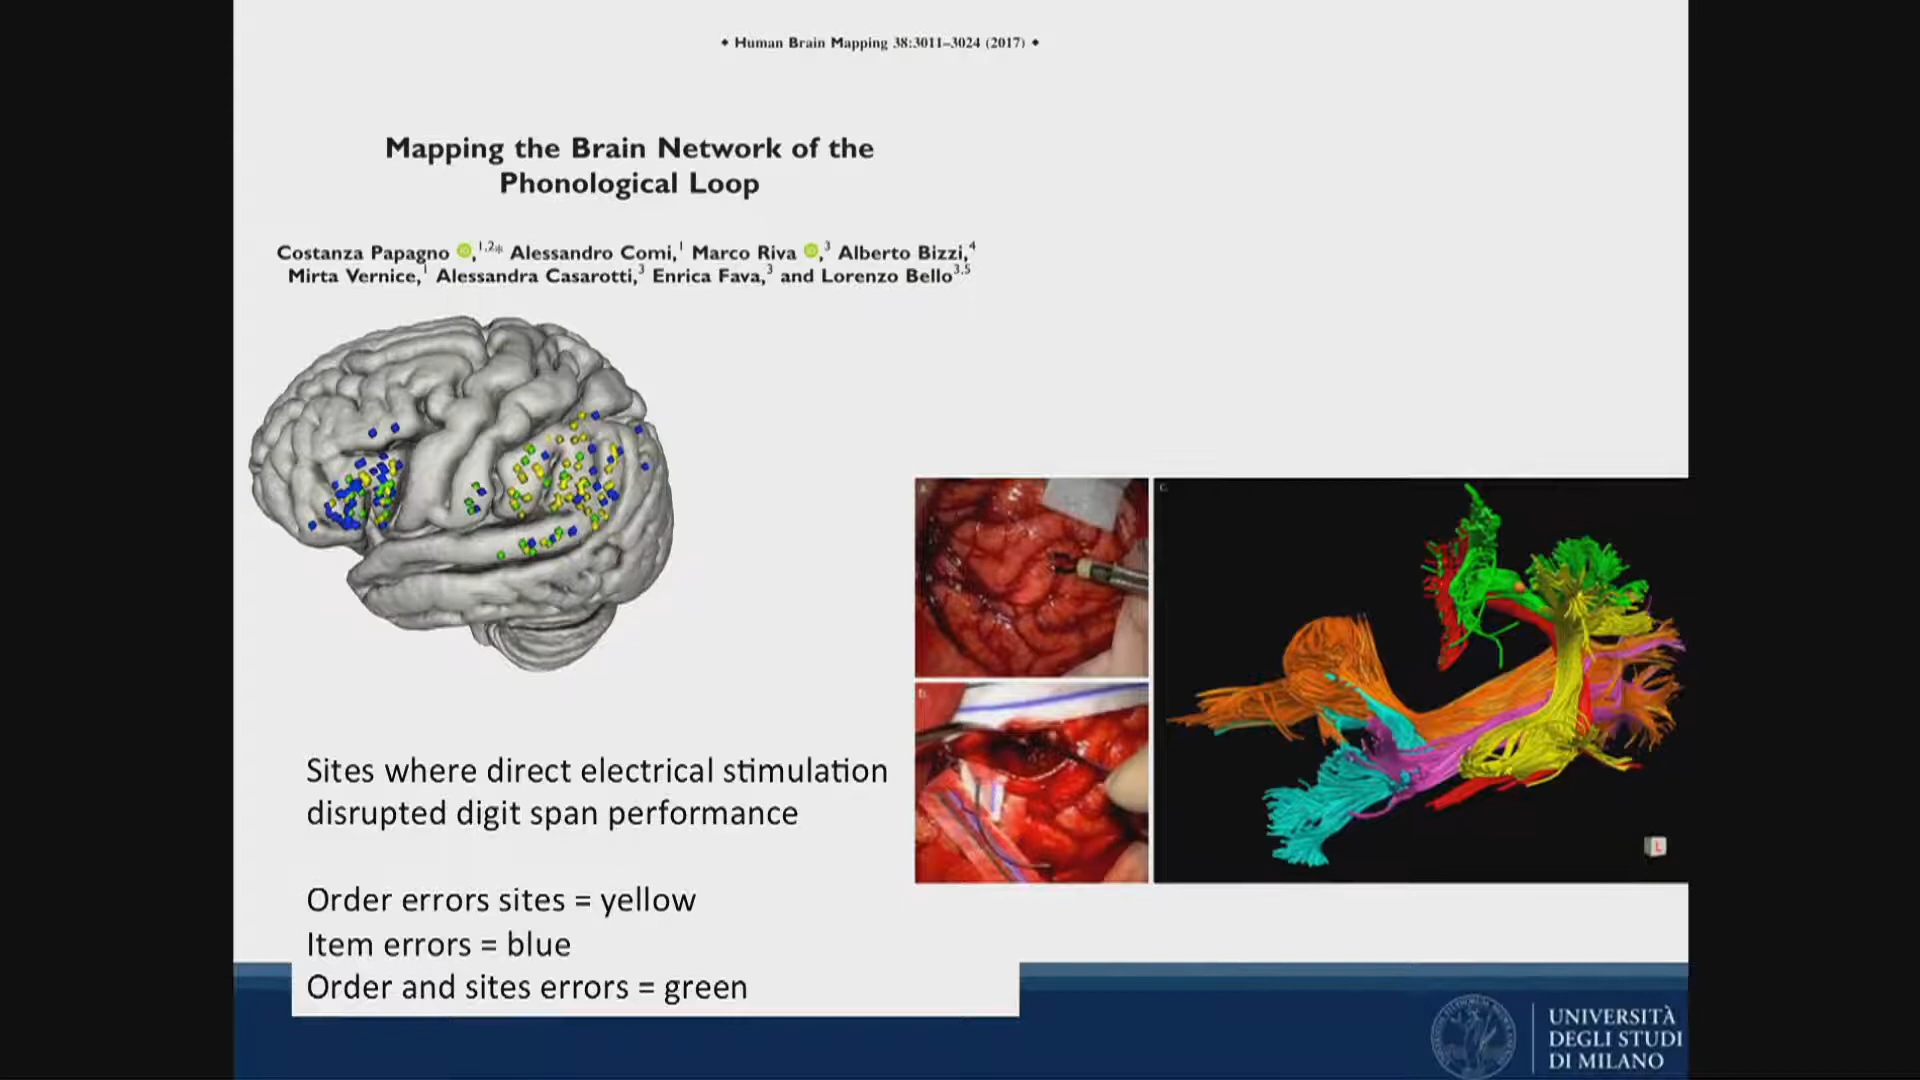 ◆ Human Brain Mapping 38:3011–3024 (2017) ◆
Mapping the Brain Network of the
Phonological Loop
Costanza Papagno iD,1,2* Alessandro Comi,1 Marco Riva iD,3 Alberto Bizzi,4
Mirta Vernice,1 Alessandra Casarotti,3 Enrica Fava,3 and Lorenzo Bello3,5
Sites where direct electrical stimulation
disrupted digit span performance
Order errors sites = yellow
Item errors = blue
Order and sites errors = green
L
UNIVERSITÀ
DEGLI STUDI
DI MILANO